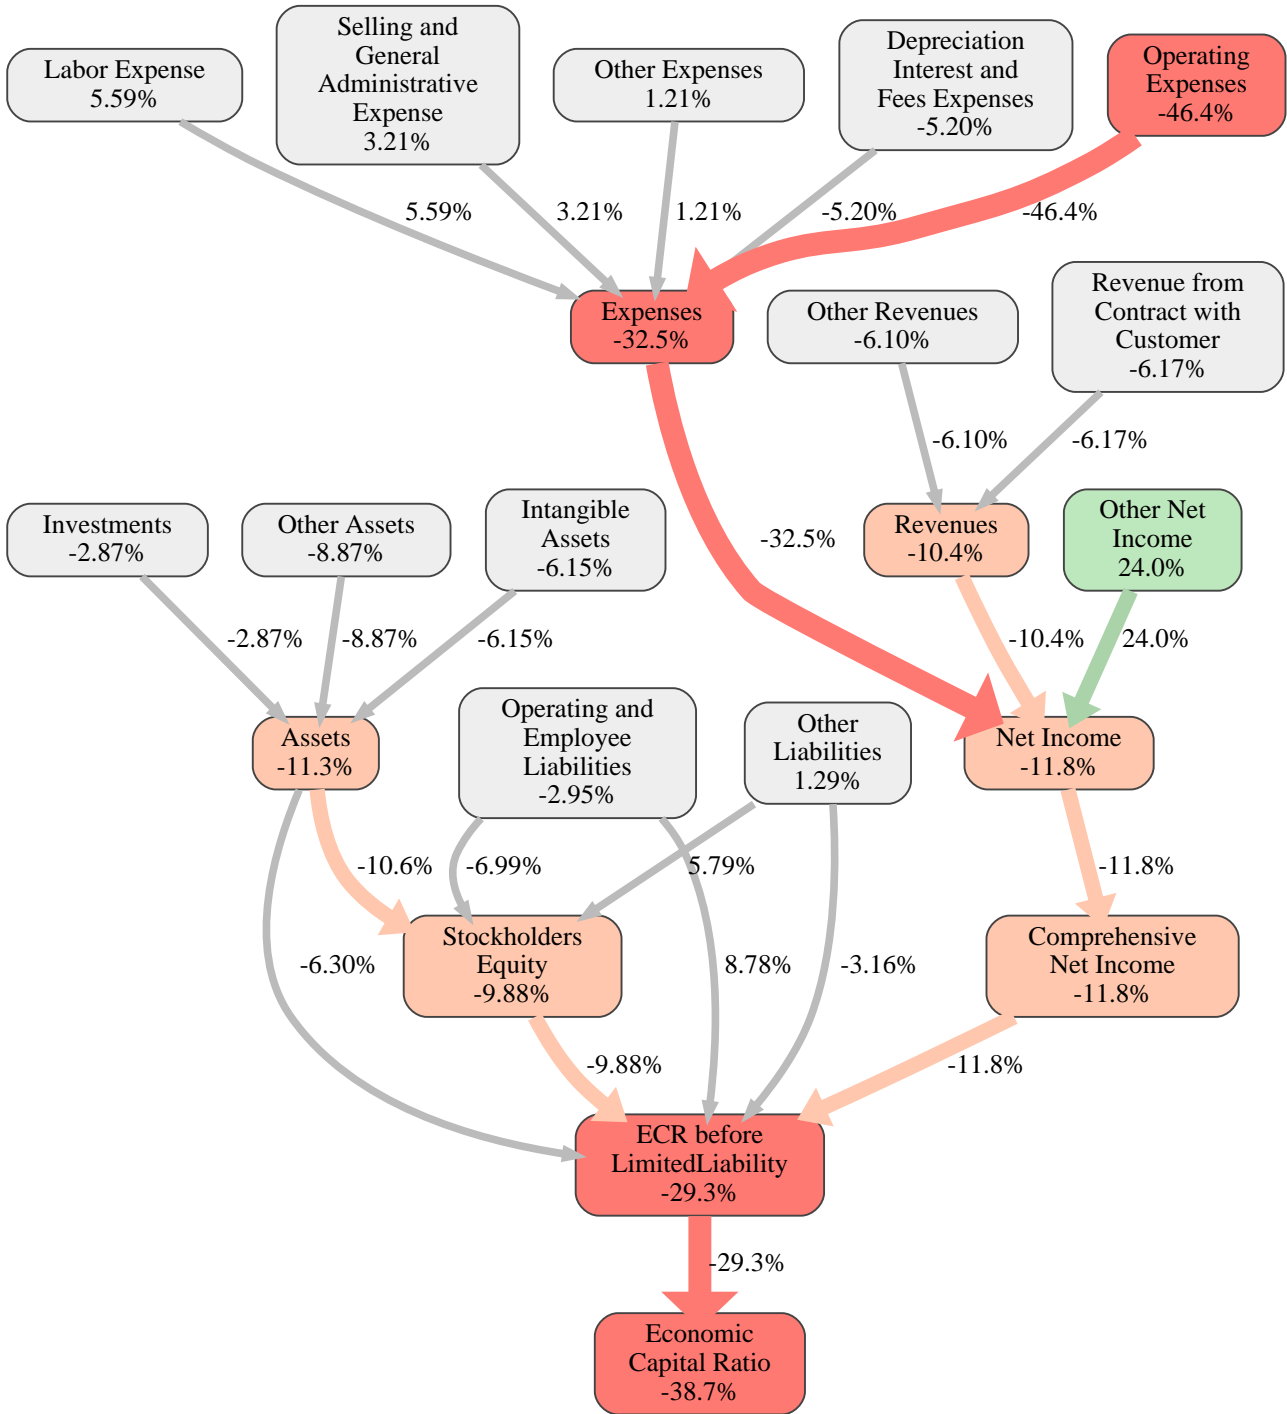 Labor Expense
5.59%
Selling and
General
Administrative
Expense
3.21%
Other Expenses
1.21%
Depreciation
Interest and
Fees Expenses
-5.20%
Operating
Expenses
-46.4%
5.59%
3.21%
1.21%
-5.20%
-46.4%
Expenses
-32.5%
Other Revenues
-6.10%
Revenue from
Contract with
Customer
-6.17%
-6.10%
-6.17%
Investments
-2.87%
Other Assets
-8.87%
Intangible
Assets
-6.15%
-32.5%
Revenues
-10.4%
Other Net
Income
24.0%
-2.87%
-8.87%
-6.15%
-10.4%
24.0%
Assets
-11.3%
Operating and
Employee
Liabilities
-2.95%
Other
Liabilities
1.29%
Net Income
-11.8%
-10.6%
-6.99%
5.79%
-11.8%
-6.30%
Stockholders
Equity
-9.88%
8.78%
-3.16%
Comprehensive
Net Income
-11.8%
-9.88%
-11.8%
ECR before
LimitedLiability
-29.3%
-29.3%
Economic
Capital Ratio
-38.7%